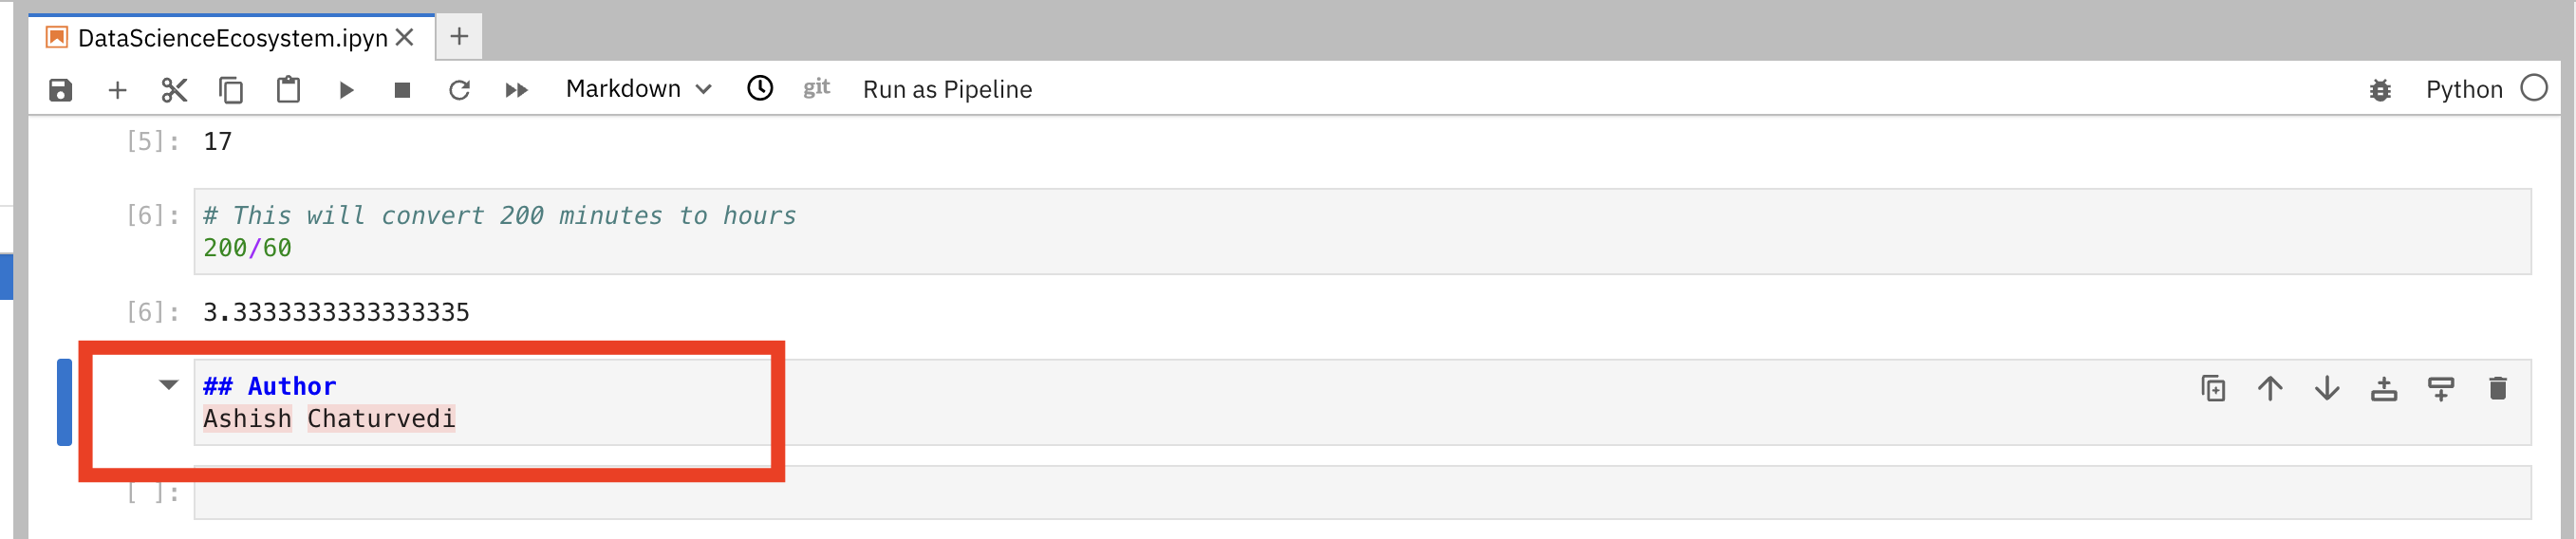 DataScienceEcosystem.ipyn
Markdown git Run as Pipeline Python
[5]: 17
[6]: # This will convert 200 minutes to hours
200/60
[6]: 3.3333333333333335
## Author
Ashish Chaturvedi
[ ]: